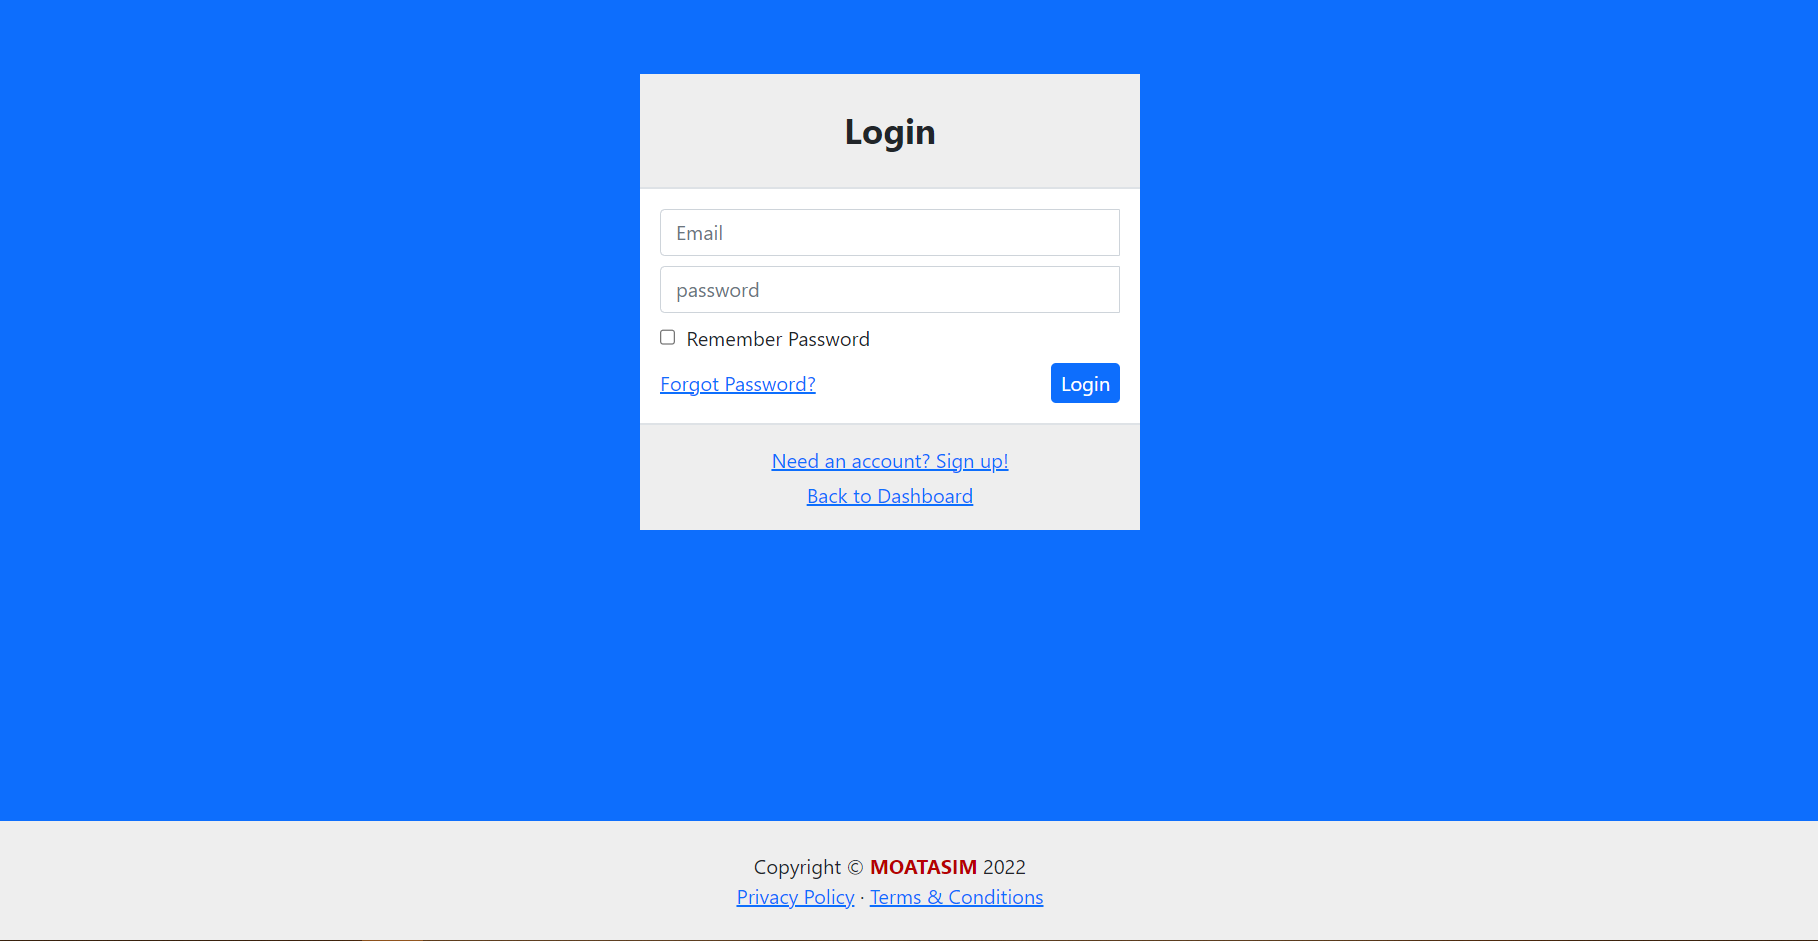 Login
Email
password
Remember Password
Forgot Password?
Login
Need an account? Sign up!
Back to Dashboard
Copyright © MOATASIM 2022
Privacy Policy · Terms & Conditions